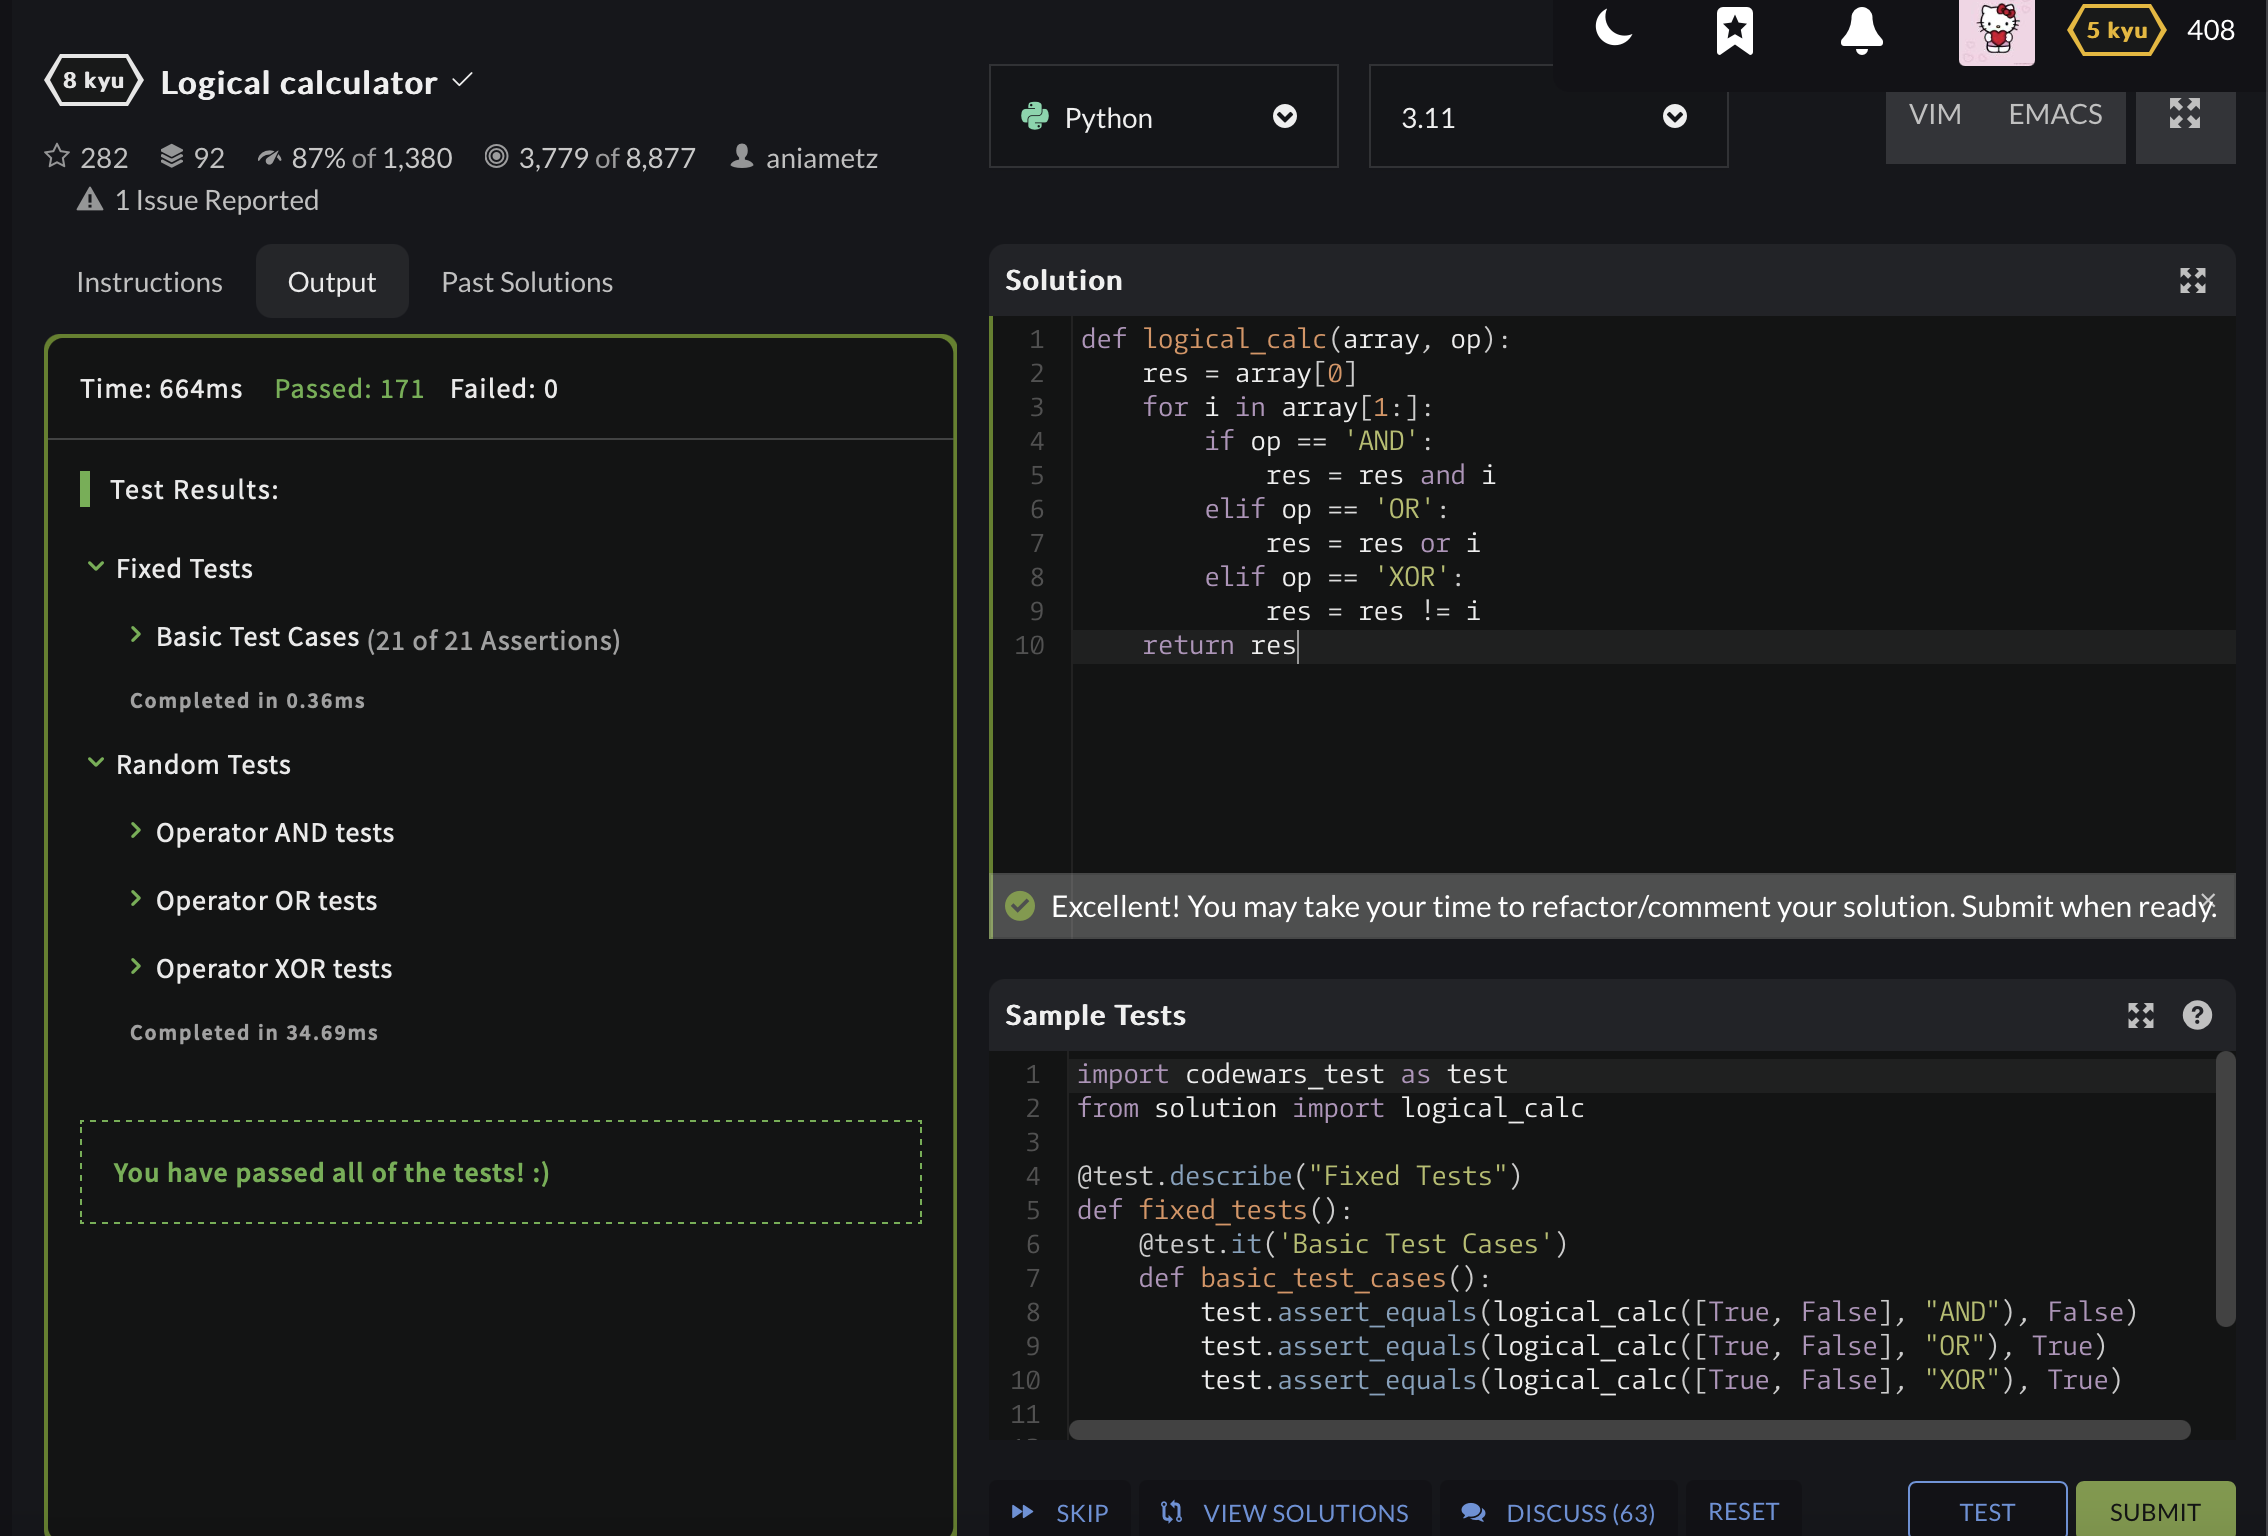 5 kyu 408
8 kyu Logical calculator
282 92 87% of 1,380 3,779 of 8,877 aniametz
1 Issue Reported
Python
3.11
VIM EMACS
Instructions Output Past Solutions
Time: 664ms Passed: 171 Failed: 0
Test Results:
Fixed Tests
Basic Test Cases (21 of 21 Assertions)
Completed in 0.36ms
Random Tests
Operator AND tests
Operator OR tests
Operator XOR tests
Completed in 34.69ms
You have passed all of the tests! :)
Solution
1 def logical_calc(array, op):
2     res = array[0]
3     for i in array[1:]:
4         if op == 'AND':
5             res = res and i
6         elif op == 'OR':
7             res = res or i
8         elif op == 'XOR':
9             res = res != i
10     return res
Excellent! You may take your time to refactor/comment your solution. Submit when ready.
Sample Tests
1 import codewars_test as test
2 from solution import logical_calc
3
4 @test.describe("Fixed Tests")
5 def fixed_tests():
6     @test.it('Basic Test Cases')
7     def basic_test_cases():
8         test.assert_equals(logical_calc([True, False], "AND"), False)
9         test.assert_equals(logical_calc([True, False], "OR"), True)
10         test.assert_equals(logical_calc([True, False], "XOR"), True)
11
SKIP VIEW SOLUTIONS DISCUSS (63) RESET TEST SUBMIT